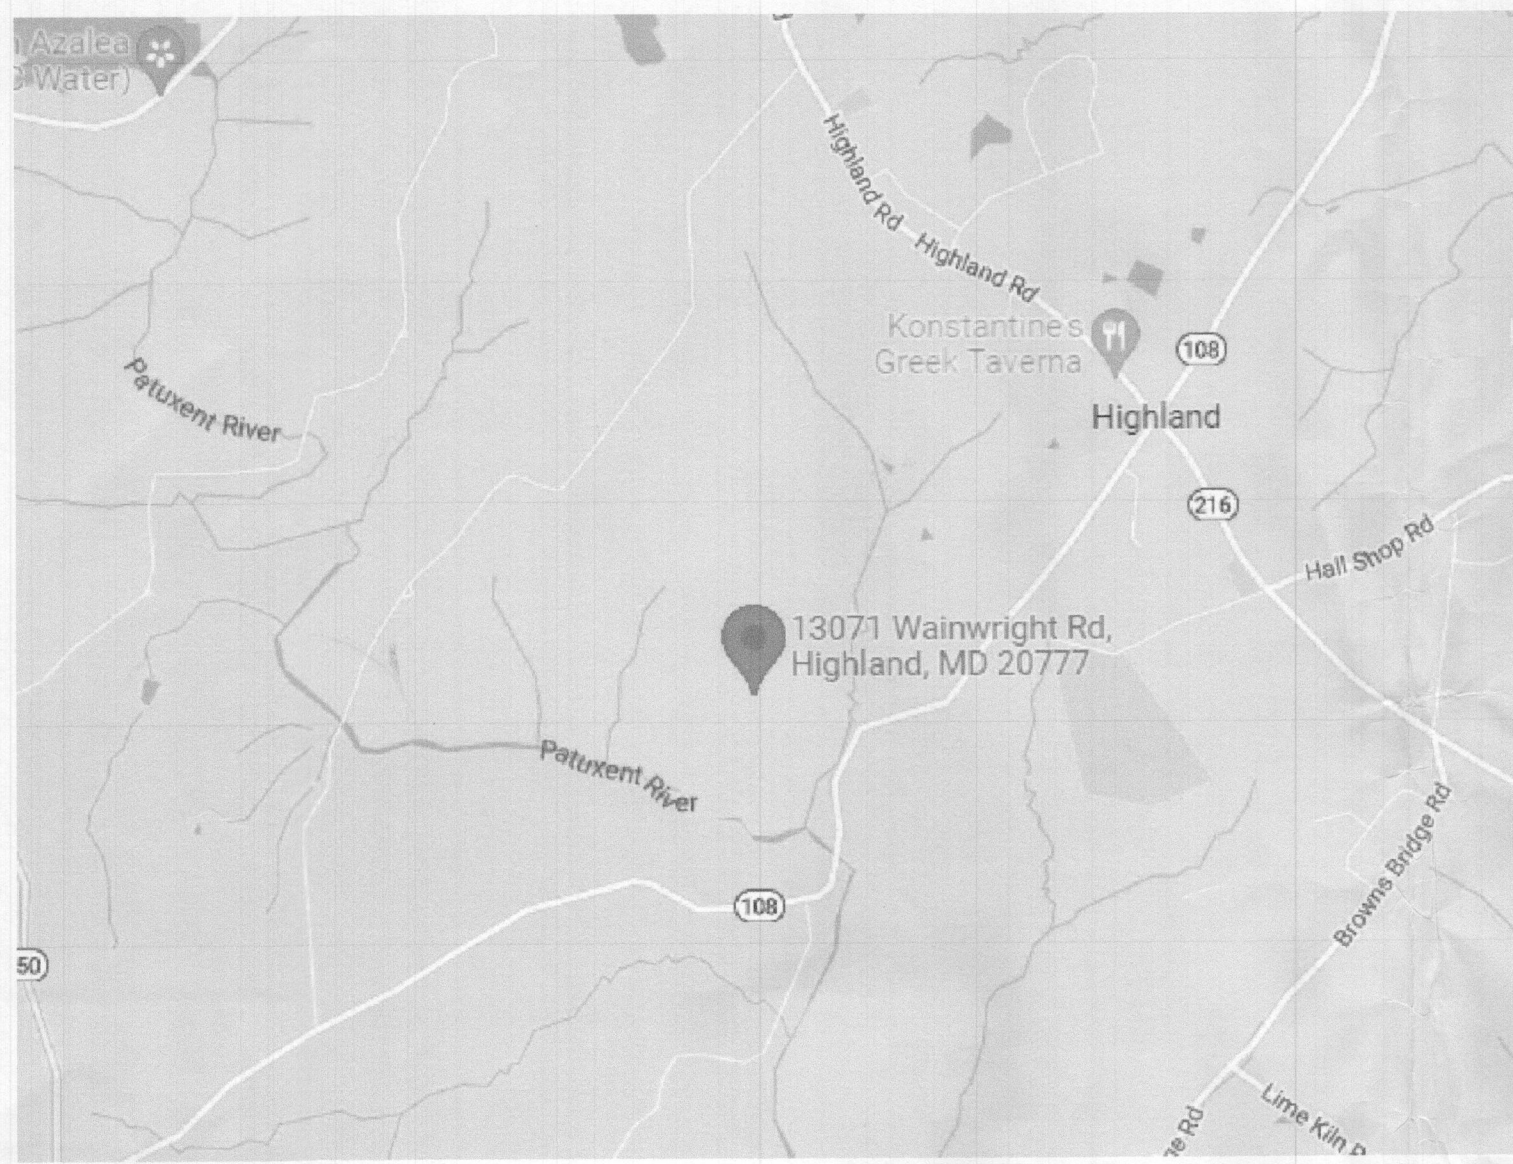 Azalea
Water)
Highland Rd
Highland Rd
Konstantine's
Greek Taverna
108
Highland
Patuxent River
216
Hall Shop Rd
13071 Wainwright Rd,
Highland, MD 20777
Patuxent River
Browns Bridge Rd
108
50
Lime Kiln
Rd